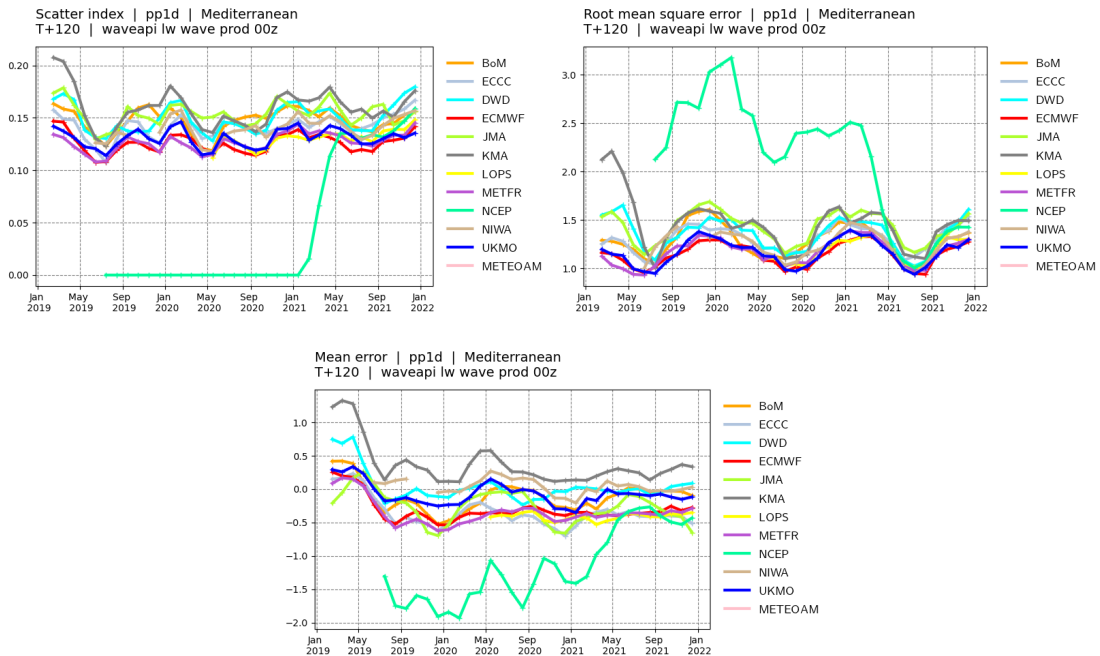 Scatter index | pp1d | Mediterranean
T+120 | waveapi lw wave prod 00z
0.20
0.15
0.10
0.05
0.00
Jan 2019
May 2019
Sep 2019
Jan 2020
May 2020
Sep 2020
Jan 2021
May 2021
Sep 2021
Jan 2022
BoM
ECCC
DWD
ECMWF
JMA
KMA
LOPS
METFR
NCEP
NIWA
UKMO
METEOAM
Root mean square error | pp1d | Mediterranean
T+120 | waveapi lw wave prod 00z
3.0
2.5
2.0
1.5
1.0
Jan 2019
May 2019
Sep 2019
Jan 2020
May 2020
Sep 2020
Jan 2021
May 2021
Sep 2021
Jan 2022
BoM
ECCC
DWD
ECMWF
JMA
KMA
LOPS
METFR
NCEP
NIWA
UKMO
METEOAM
Mean error | pp1d | Mediterranean
T+120 | waveapi lw wave prod 00z
1.0
0.5
0.0
−0.5
−1.0
−1.5
−2.0
Jan 2019
May 2019
Sep 2019
Jan 2020
May 2020
Sep 2020
Jan 2021
May 2021
Sep 2021
Jan 2022
BoM
ECCC
DWD
ECMWF
JMA
KMA
LOPS
METFR
NCEP
NIWA
UKMO
METEOAM